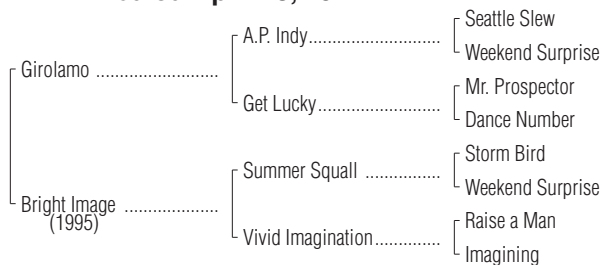 Seattle Slew
A.P. Indy
Weekend Surprise
Girolamo
Mr. Prospector
Get Lucky
Dance Number
Storm Bird
Summer Squall
Weekend Surprise
Bright Image
(1995)
Raise a Man
Vivid Imagination
Imagining